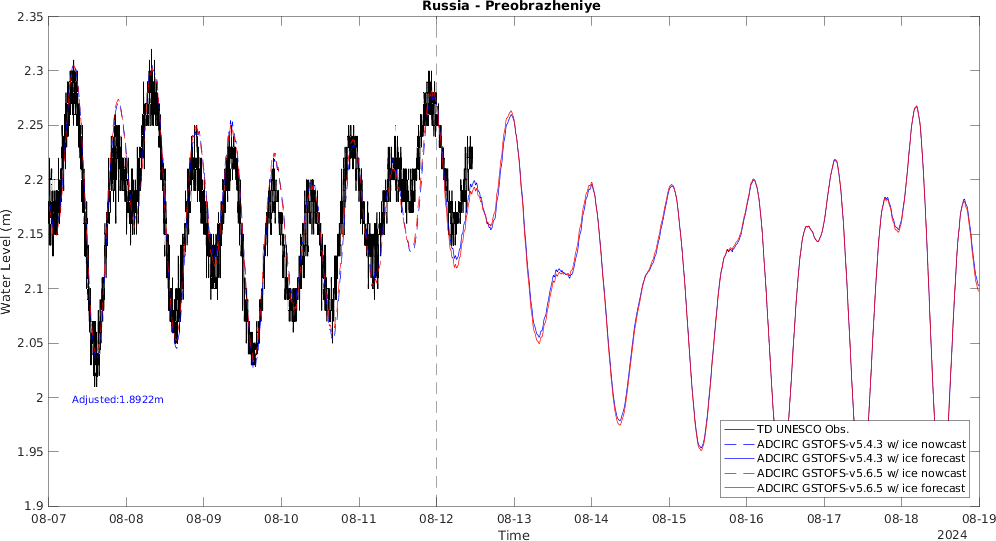 Russia - Preobrazheniye
2.35
2.3
2.25
2.2
2.15
2.1
2.05
2
1.95
1.9
Water Level (m)
Adjusted:1.8922m
TD UNESCO Obs.
ADCIRC GSTOFS-v5.4.3 w/ ice nowcast
ADCIRC GSTOFS-v5.4.3 w/ ice forecast
ADCIRC GSTOFS-v5.6.5 w/ ice nowcast
ADCIRC GSTOFS-v5.6.5 w/ ice forecast
08-07 08-08 08-09 08-10 08-11 08-12 08-13 08-14 08-15 08-16 08-17 08-18 08-19
Time 2024